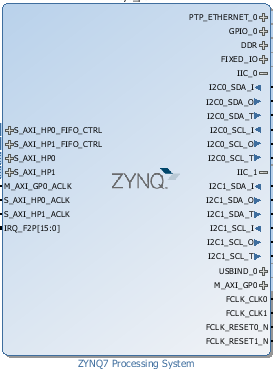 PTP_ETHERNET_0
GPIO_0
DDR
FIXED_IO
IIC_0
I2C0_SDA_I
I2C0_SDA_O
I2C0_SDA_T
S_AXI_HP0_FIFO_CTRL
I2C0_SCL_I
S_AXI_HP1_FIFO_CTRL
I2C0_SCL_O
S_AXI_HP0
I2C0_SCL_T
S_AXI_HP1
IIC_1
ZYNQ
M_AXI_GP0_ACLK
I2C1_SDA_I
S_AXI_HP0_ACLK
I2C1_SDA_O
S_AXI_HP1_ACLK
I2C1_SDA_T
IRQ_F2P[15:0]
I2C1_SCL_I
I2C1_SCL_O
I2C1_SCL_T
USBIND_0
M_AXI_GP0
FCLK_CLK0
FCLK_CLK1
FCLK_RESET0_N
FCLK_RESET1_N
ZYNQ7 Processing System